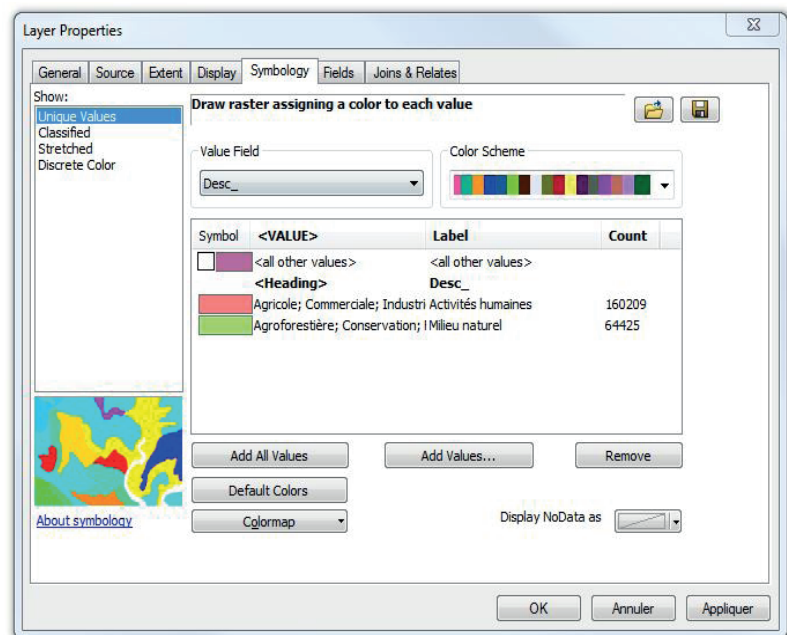 Layer Properties
General Source Extent Display Symbology Fields Joins & Relates
Show:
Unique Values
Classified
Stretched
Discrete Color
Draw raster assigning a color to each value
Value Field
Desc_
Color Scheme
Symbol <VALUE> Label Count
<all other values> <all other values>
<Heading> Desc_
Agricole; Commerciale; Industri Activités humaines 160209
Agroforestière; Conservation; Milieu naturel 64425
Add All Values Add Values... Remove
Default Colors
Colormap
Display NoData as
About symbology
OK Annuler Appliquer